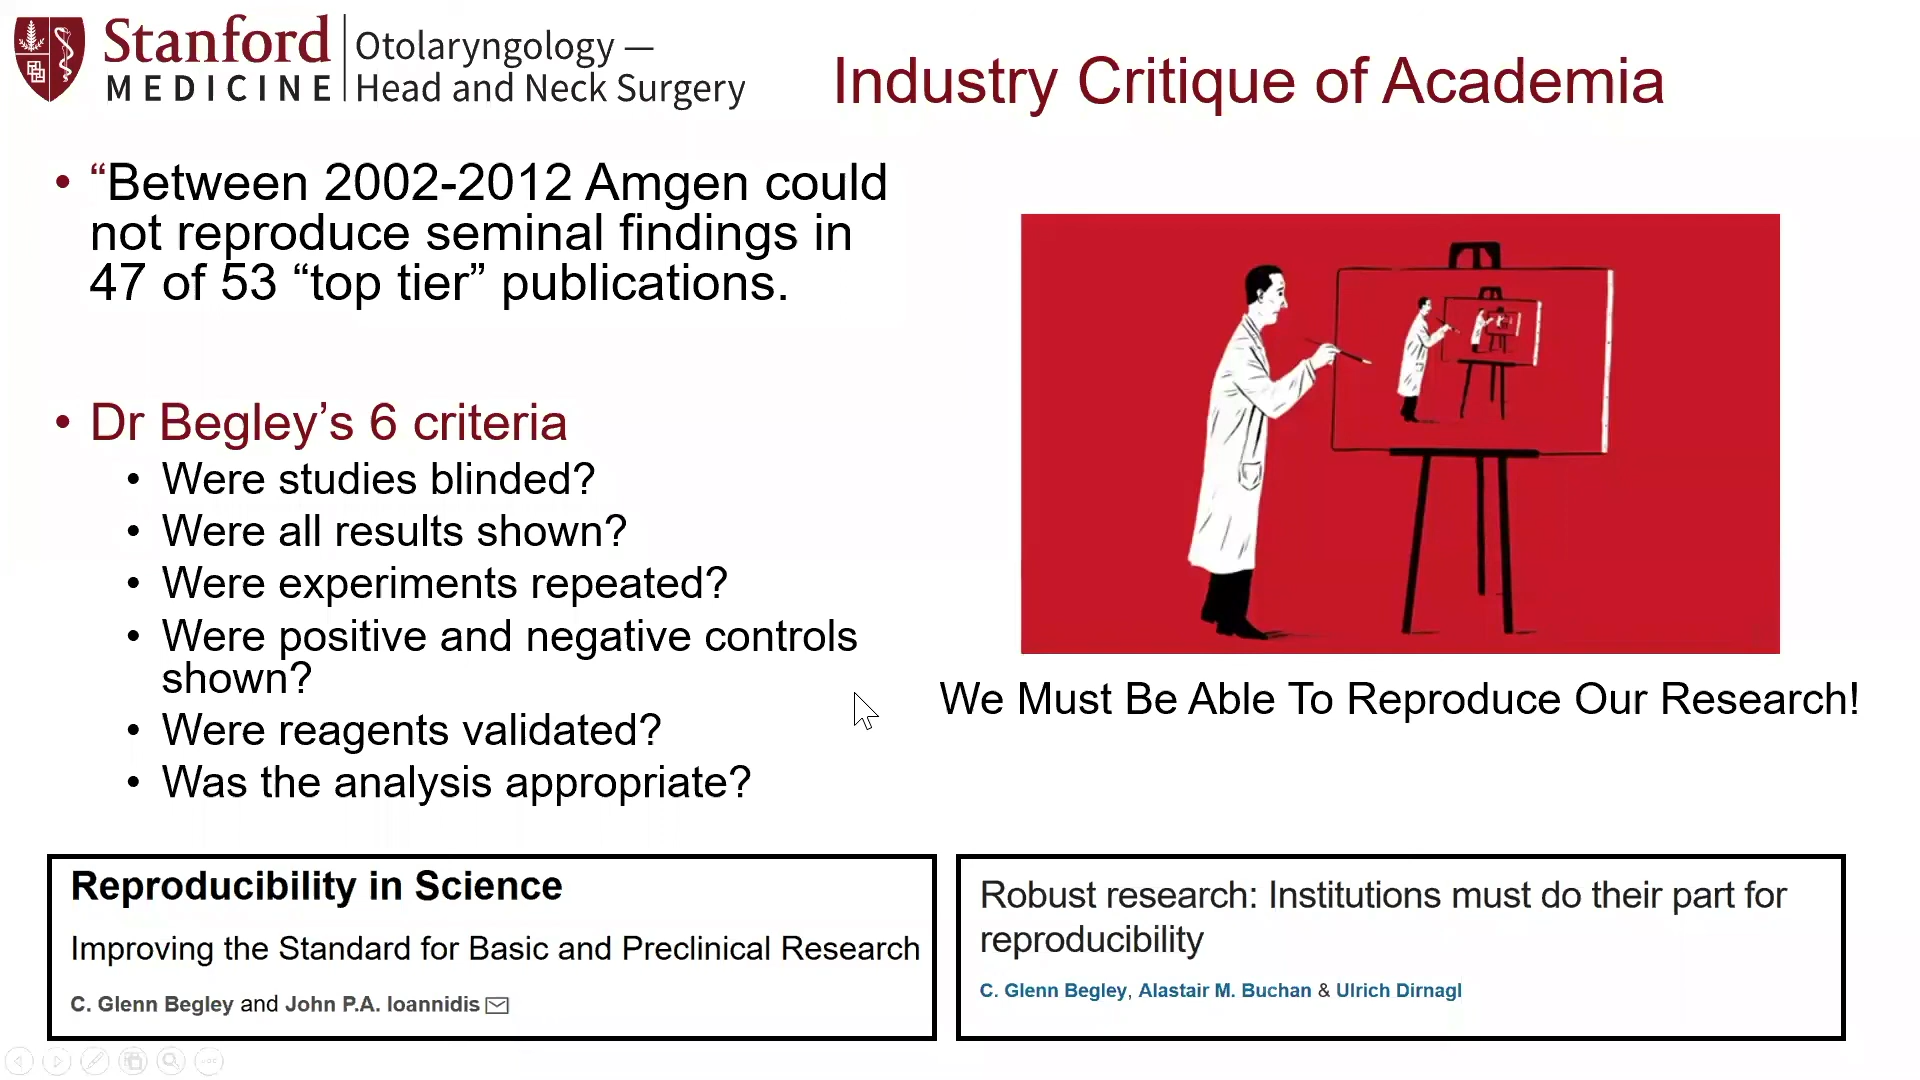 Stanford
MEDICINE
Otolaryngology —
Head and Neck Surgery
Industry Critique of Academia
• “Between 2002-2012 Amgen could
not reproduce seminal findings in
47 of 53 “top tier” publications.
• Dr Begley’s 6 criteria
• Were studies blinded?
• Were all results shown?
• Were experiments repeated?
• Were positive and negative controls
shown?
• Were reagents validated?
• Was the analysis appropriate?
We Must Be Able To Reproduce Our Research!
Reproducibility in Science
Improving the Standard for Basic and Preclinical Research
C. Glenn Begley and John P.A. Ioannidis
Robust research: Institutions must do their part for
reproducibility
C. Glenn Begley, Alastair M. Buchan & Ulrich Dirnagl